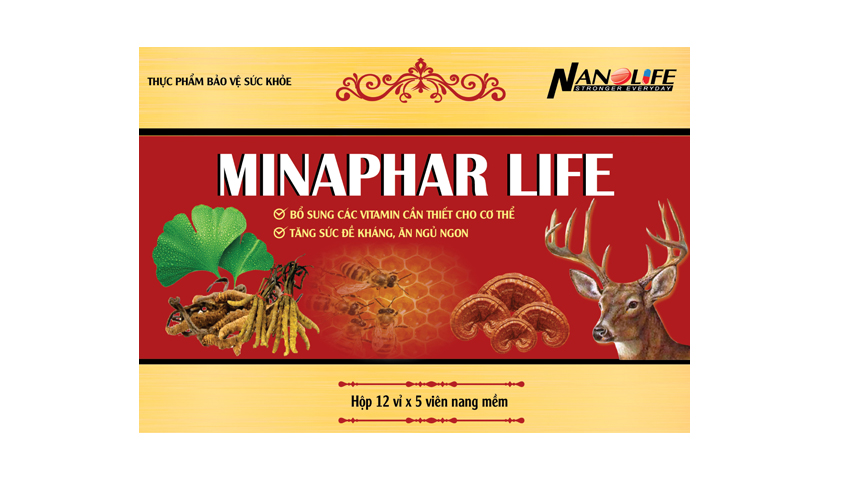 THỰC PHẨM BẢO VỆ SỨC KHỎE
NANOLIFE
STRONGER EVERYDAY
MINAPHAR LIFE
BỔ SUNG CÁC VITAMIN CẦN THIẾT CHO CƠ THỂ
TĂNG SỨC ĐỀ KHÁNG, ĂN NGỦ NGON
Hộp 12 vỉ x 5 viên nang mềm